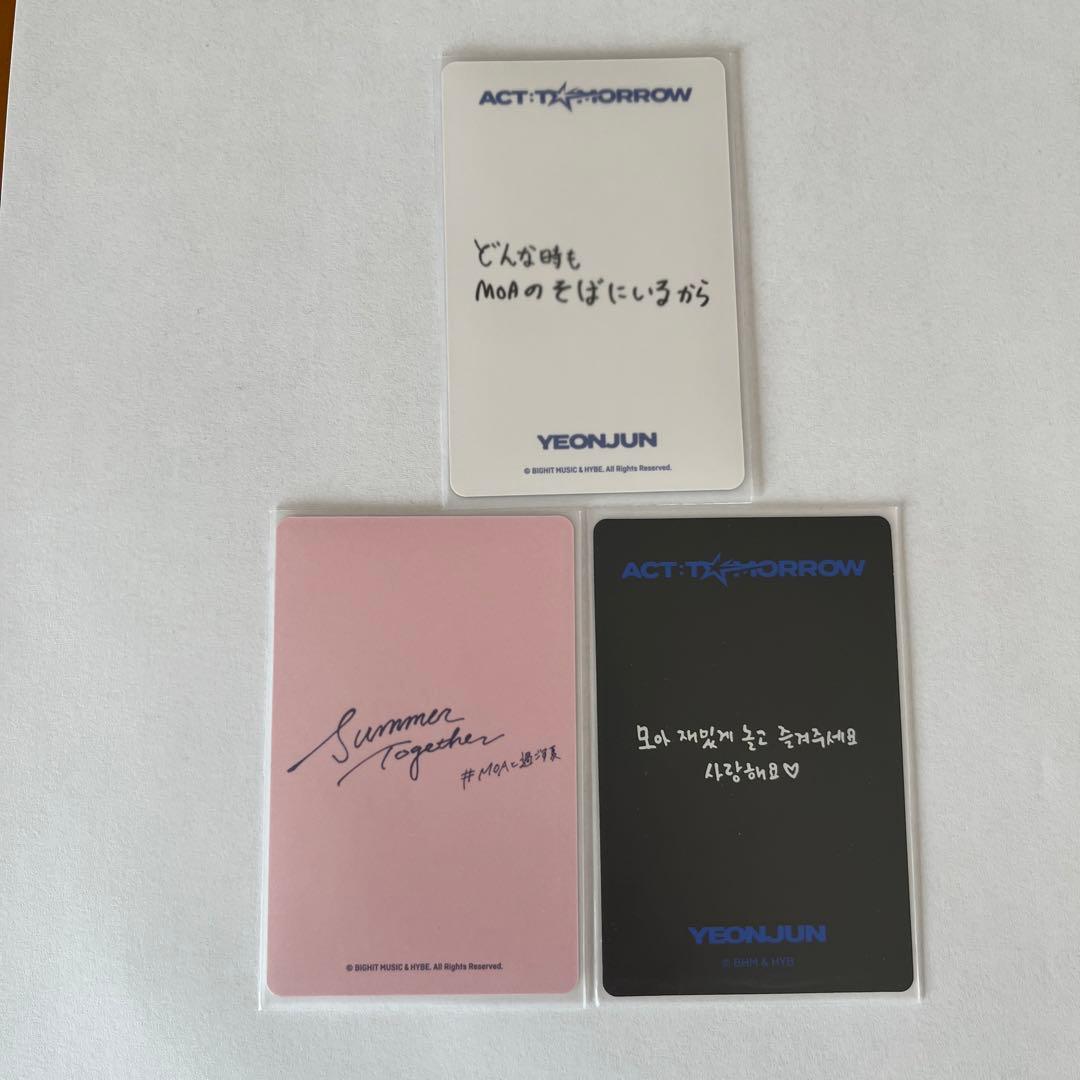 ACT:TOMORROW
どんな時も
MOAのそばにいるから
YEONJUN
© BIGHIT MUSIC & HYBE. All Rights Reserved.
Summer
Together
#MOAと過ごす夏
© BIGHIT MUSIC & HYBE. All Rights Reserved.
ACT:TOMORROW
모아 재밌게 놀고 즐겨주세요
사랑해요♡
YEONJUN
© BHM & HYB